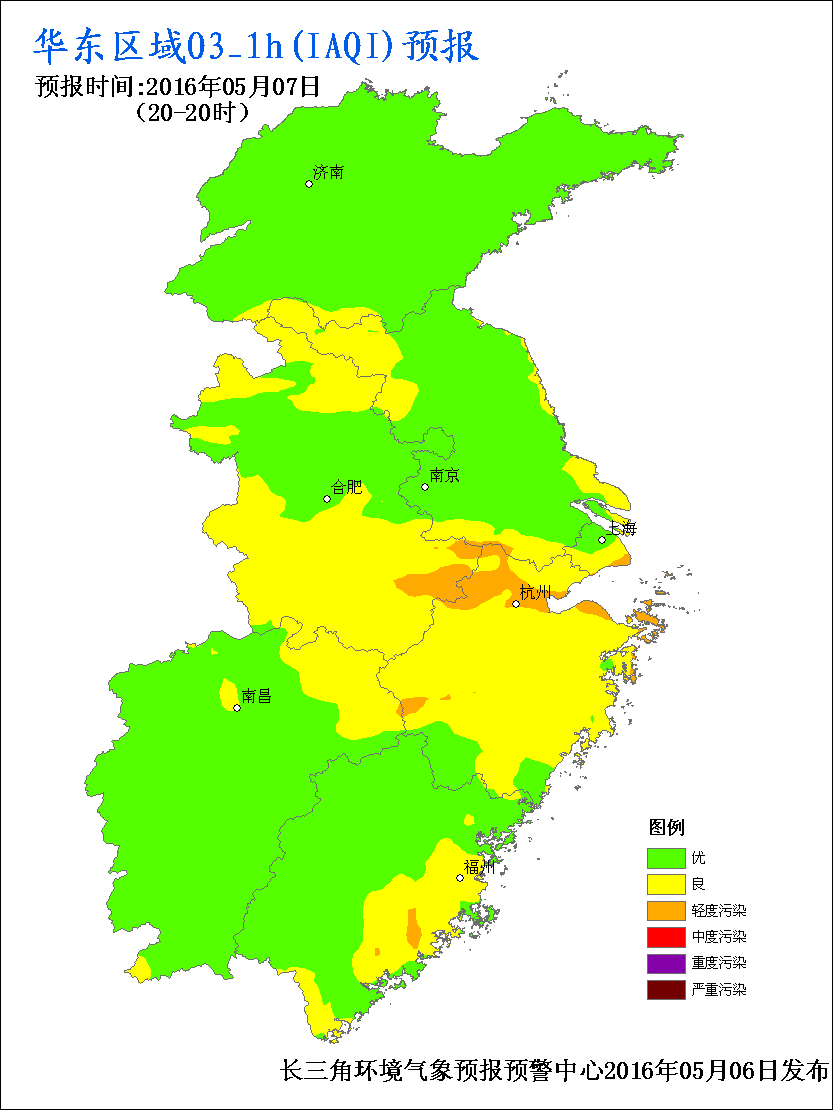 华东区域O3_1h(IAQI)预报
预报时间:2016年05月07日
(20-20时)
济南
南京
合肥
上海
杭州
南昌
福州
图例
优
良
轻度污染
中度污染
重度污染
严重污染
长三角环境气象预报预警中心2016年05月06日发布